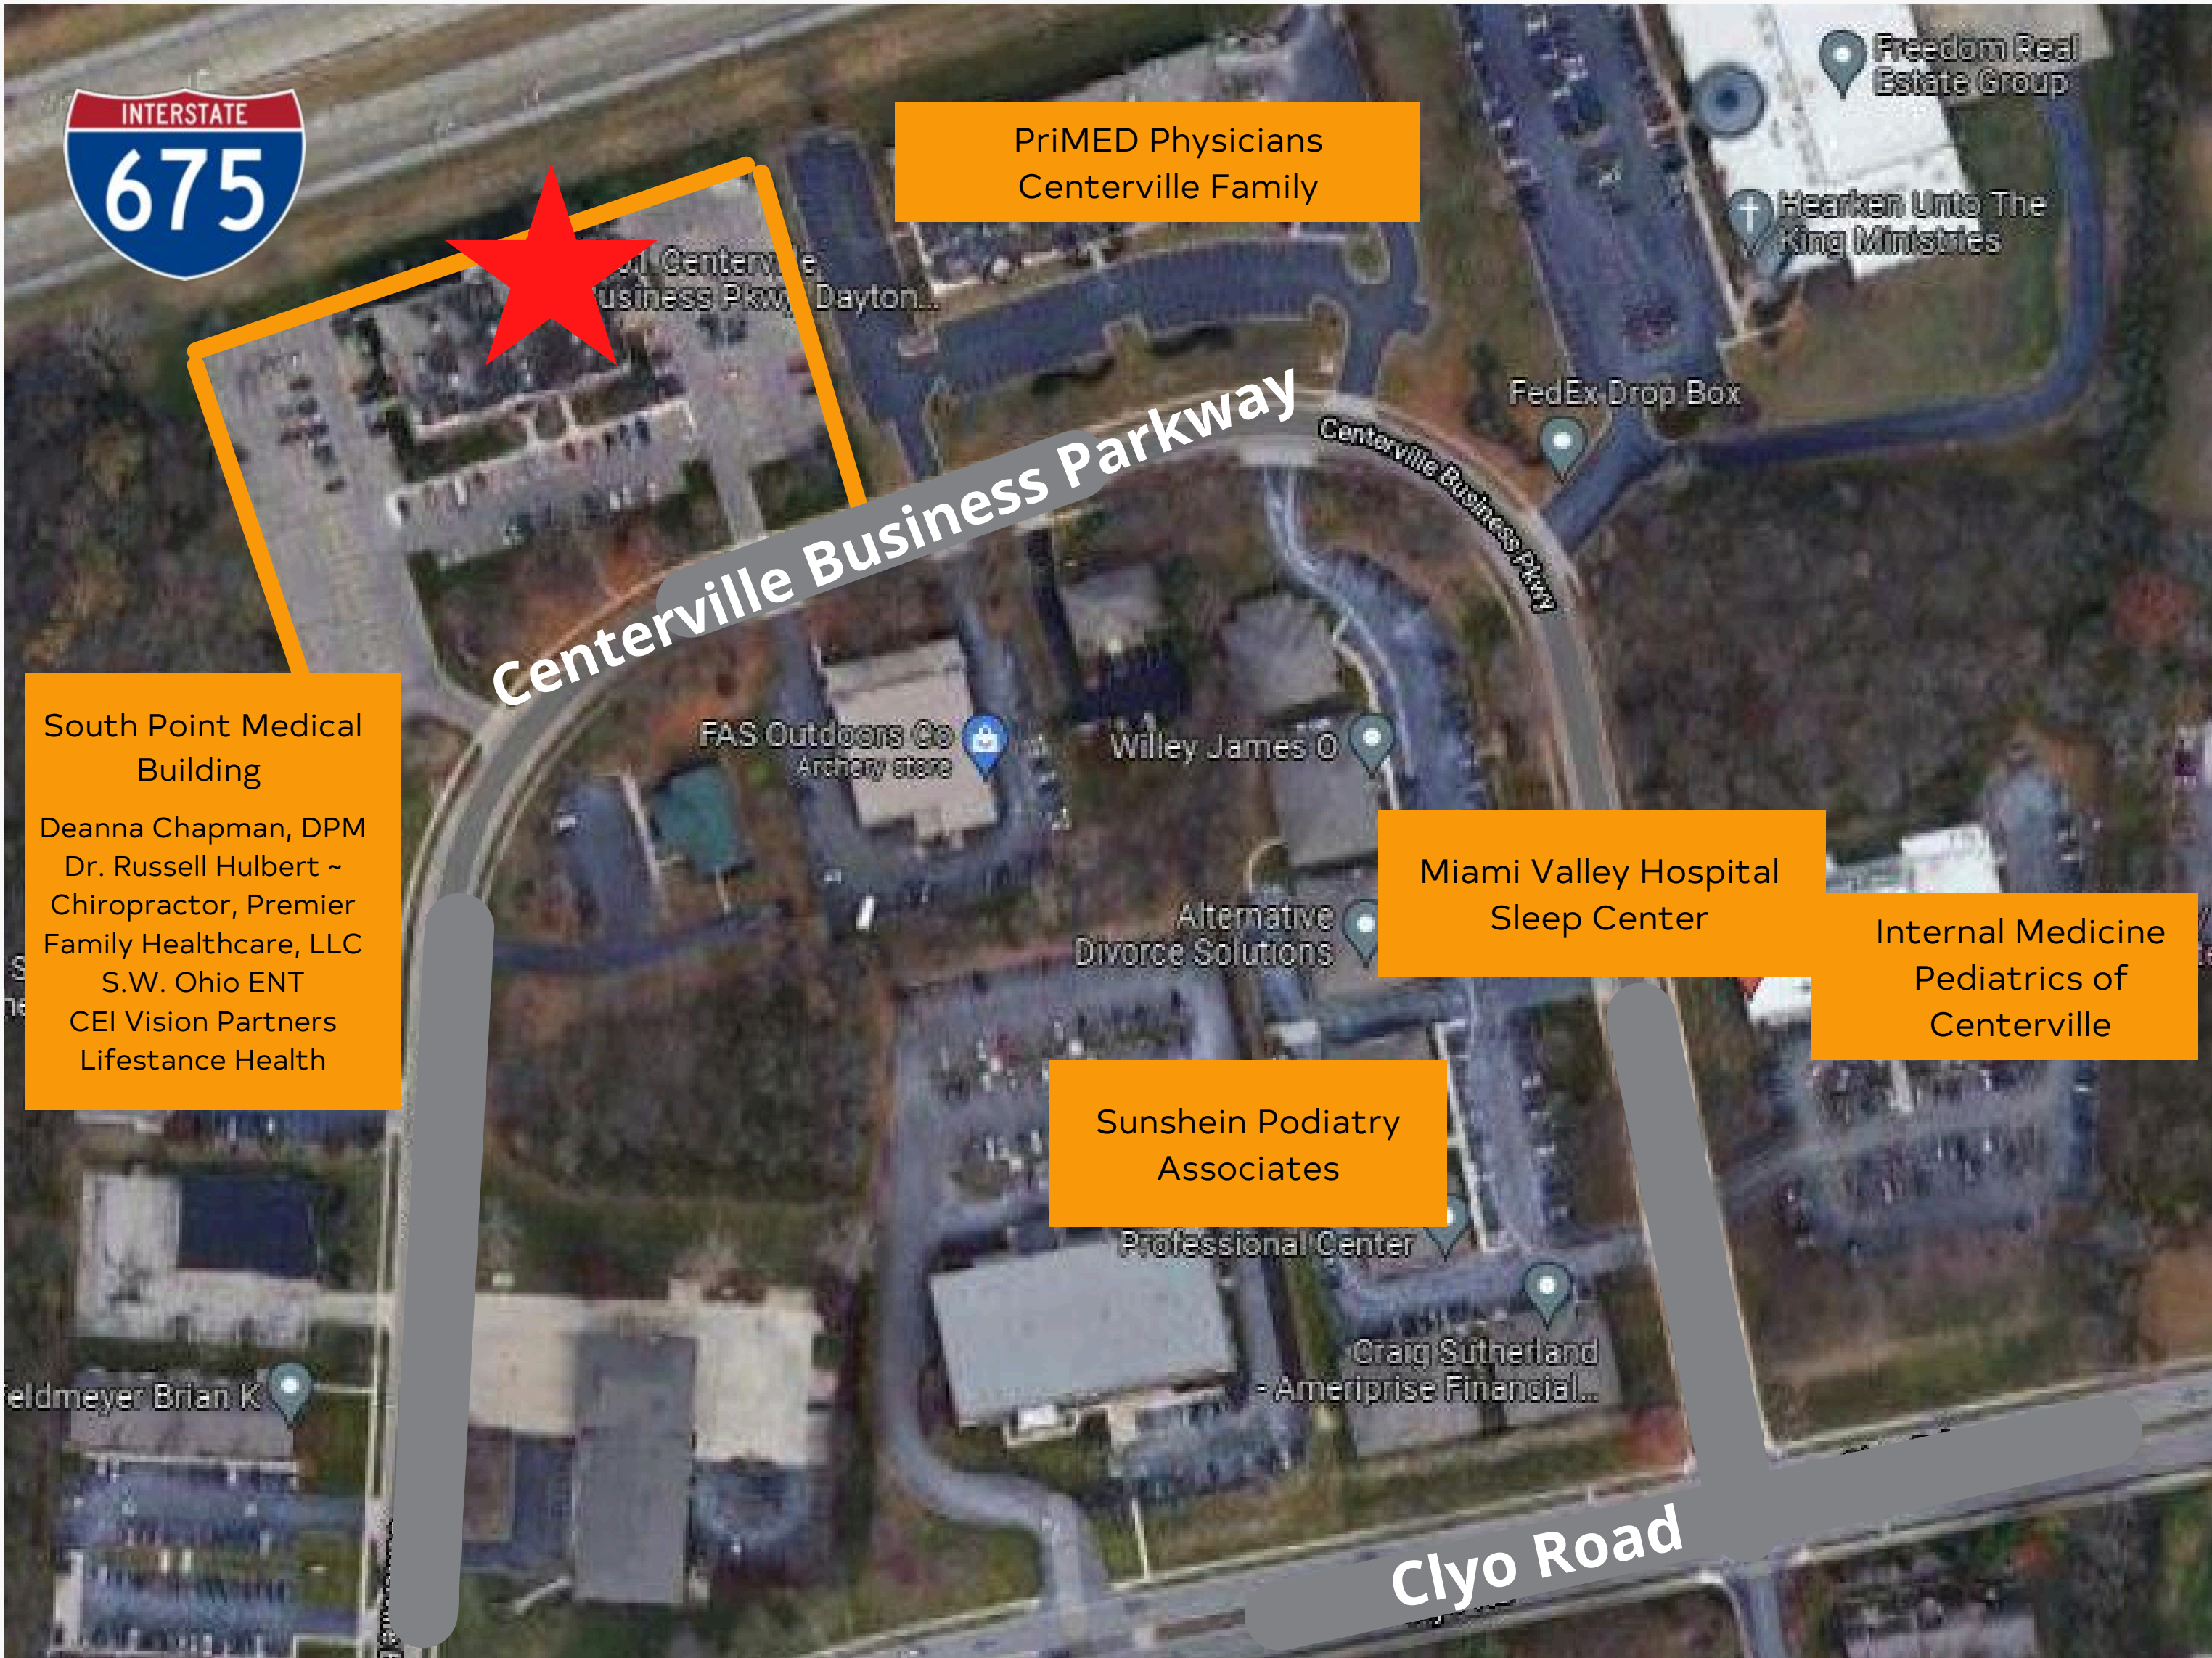 INTERSTATE
675
PriMED Physicians
Centerville Family
Freedom Real
Estate Group
Hearken Unto The
King Ministries
Centerville
Business Pkwy, Dayton...
FedEx Drop Box
Centerville Business Parkway
Centerville Business Pkwy
South Point Medical
Building
Deanna Chapman, DPM
Dr. Russell Hulbert ~
Chiropractor, Premier
Family Healthcare, LLC
S.W. Ohio ENT
CEI Vision Partners
Lifestance Health
FAS Outdoors Co
Archery store
Willey James O
Alternative
Divorce Solutions
Miami Valley Hospital
Sleep Center
Internal Medicine
Pediatrics of
Centerville
Sunshein Podiatry
Associates
Professional Center
Craig Sutherland
- Ameriprise Financial...
eldmeyer Brian K
Clyo Road